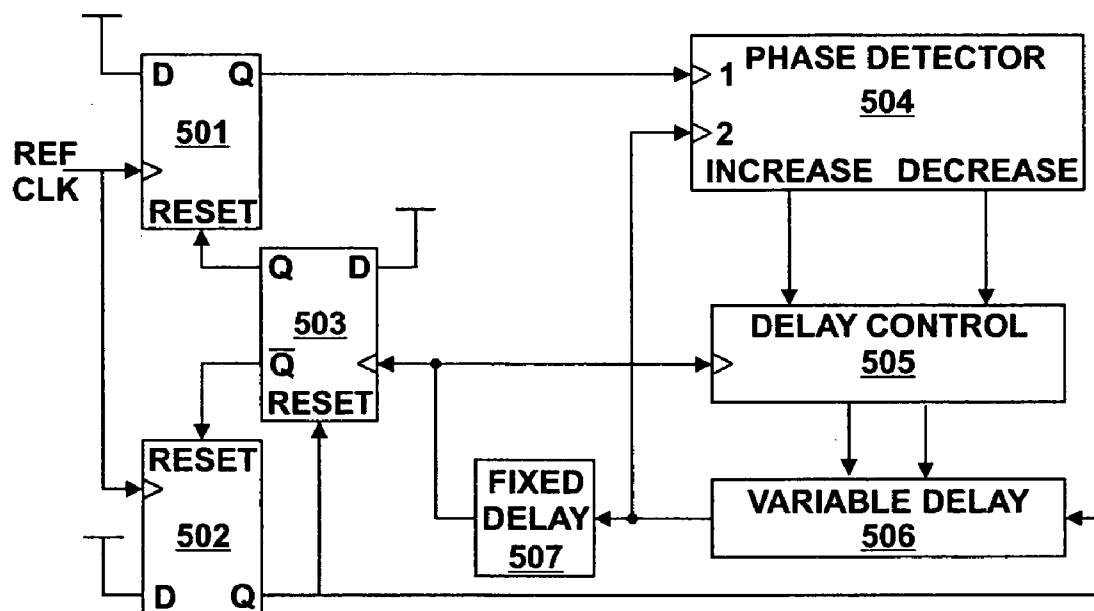 D Q
501
REF
CLK
RESET
PHASE DETECTOR
504
1
2
INCREASE DECREASE
Q D
503
Q̅
RESET
DELAY CONTROL
505
RESET
502
D Q
FIXED
DELAY
507
VARIABLE DELAY
506